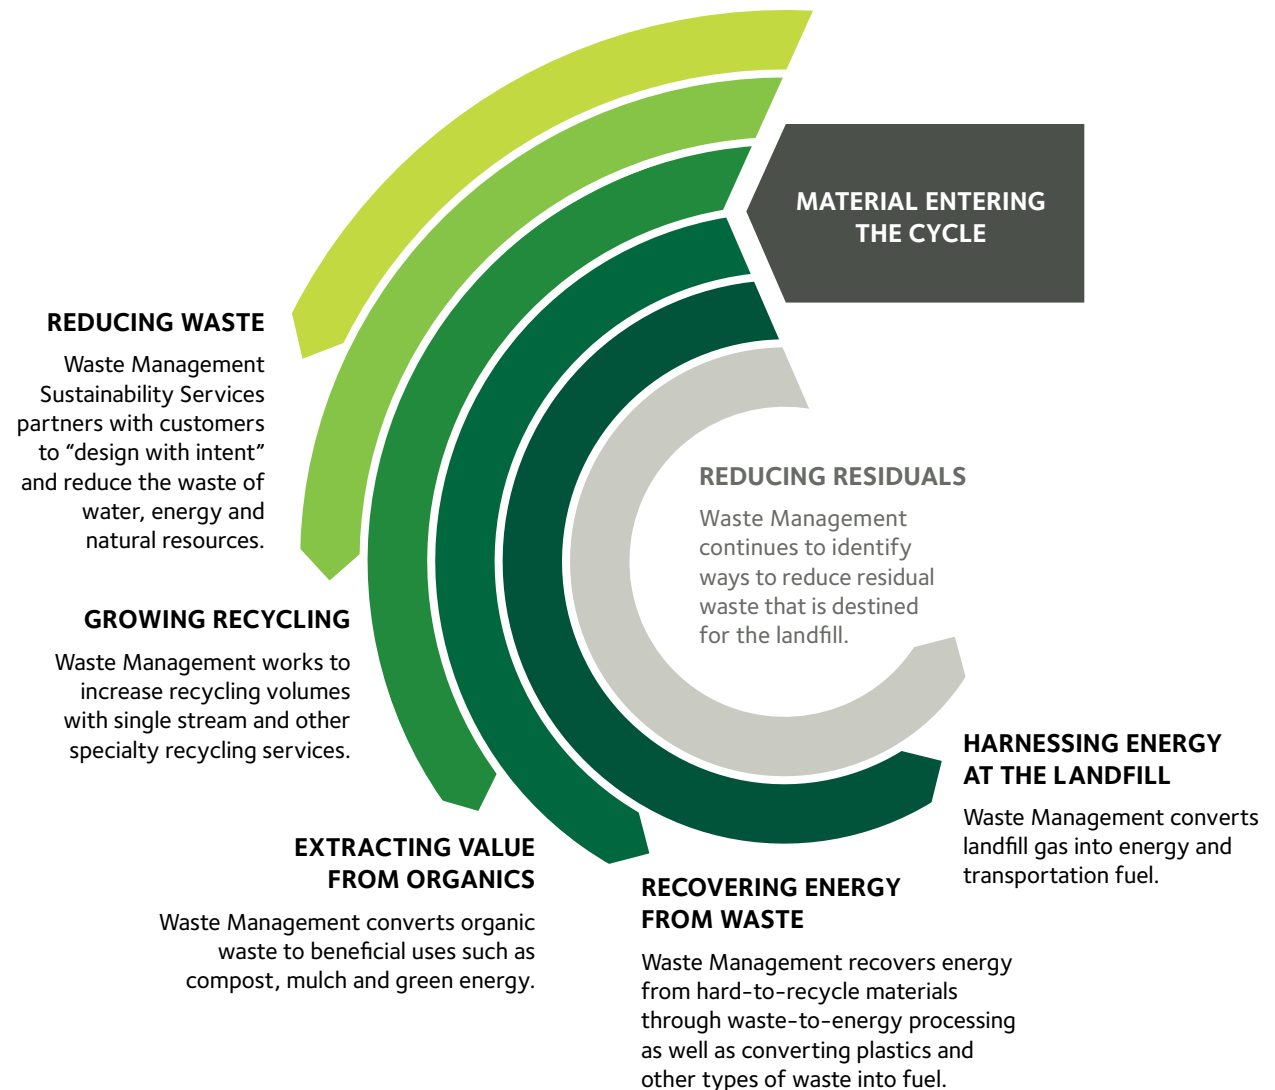 MATERIAL ENTERING
THE CYCLE
REDUCING WASTE
Waste Management
Sustainability Services
partners with customers
to “design with intent”
and reduce the waste of
water, energy and
natural resources.
GROWING RECYCLING
Waste Management works to
increase recycling volumes
with single stream and other
specialty recycling services.
EXTRACTING VALUE
FROM ORGANICS
Waste Management converts organic
waste to beneficial uses such as
compost, mulch and green energy.
RECOVERING ENERGY
FROM WASTE
Waste Management recovers energy
from hard-to-recycle materials
through waste-to-energy processing
as well as converting plastics and
other types of waste into fuel.
HARNESSING ENERGY
AT THE LANDFILL
Waste Management converts
landfill gas into energy and
transportation fuel.
REDUCING RESIDUALS
Waste Management
continues to identify
ways to reduce residual
waste that is destined
for the landfill.